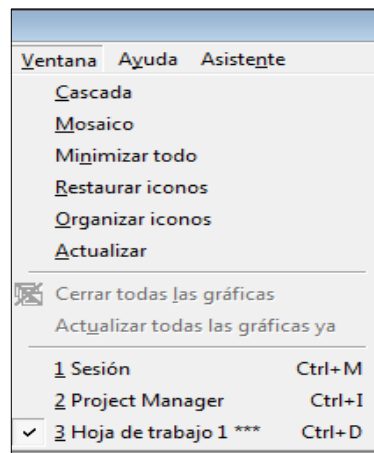 Ventana Ayuda Asistente
Cascada
Mosaico
Minimizar todo
Restaurar iconos
Organizar iconos
Actualizar
Cerrar todas las gráficas
Actualizar todas las gráficas ya
1 Sesión Ctrl+M
2 Project Manager Ctrl+I
3 Hoja de trabajo 1 *** Ctrl+D